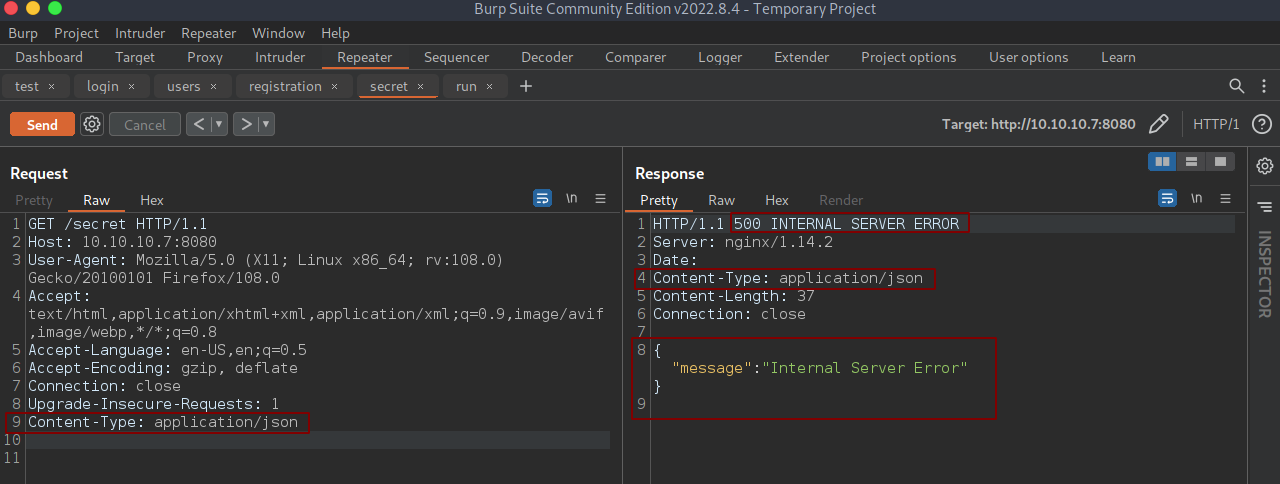 Burp Suite Community Edition v2022.8.4 - Temporary Project
Burp Project Intruder Repeater Window Help
Dashboard Target Proxy Intruder Repeater Sequencer Decoder Comparer Logger Extender Project options User options Learn
test × login × users × registration × secret × run × +
Send Cancel < ▾ > ▾ Target: http://10.10.10.7:8080 HTTP/1 ?
Request
Pretty Raw Hex \n
1 GET /secret HTTP/1.1
2 Host: 10.10.10.7:8080
3 User-Agent: Mozilla/5.0 (X11; Linux x86_64; rv:108.0)
Gecko/20100101 Firefox/108.0
4 Accept:
text/html,application/xhtml+xml,application/xml;q=0.9,image/avif
,image/webp,*/*;q=0.8
5 Accept-Language: en-US,en;q=0.5
6 Accept-Encoding: gzip, deflate
7 Connection: close
8 Upgrade-Insecure-Requests: 1
9 Content-Type: application/json
10
11
Response
Pretty Raw Hex Render \n
1 HTTP/1.1 500 INTERNAL SERVER ERROR
2 Server: nginx/1.14.2
3 Date:
4 Content-Type: application/json
5 Content-Length: 37
6 Connection: close
7
8 {
"message":"Internal Server Error"
}
9
INSPECTOR